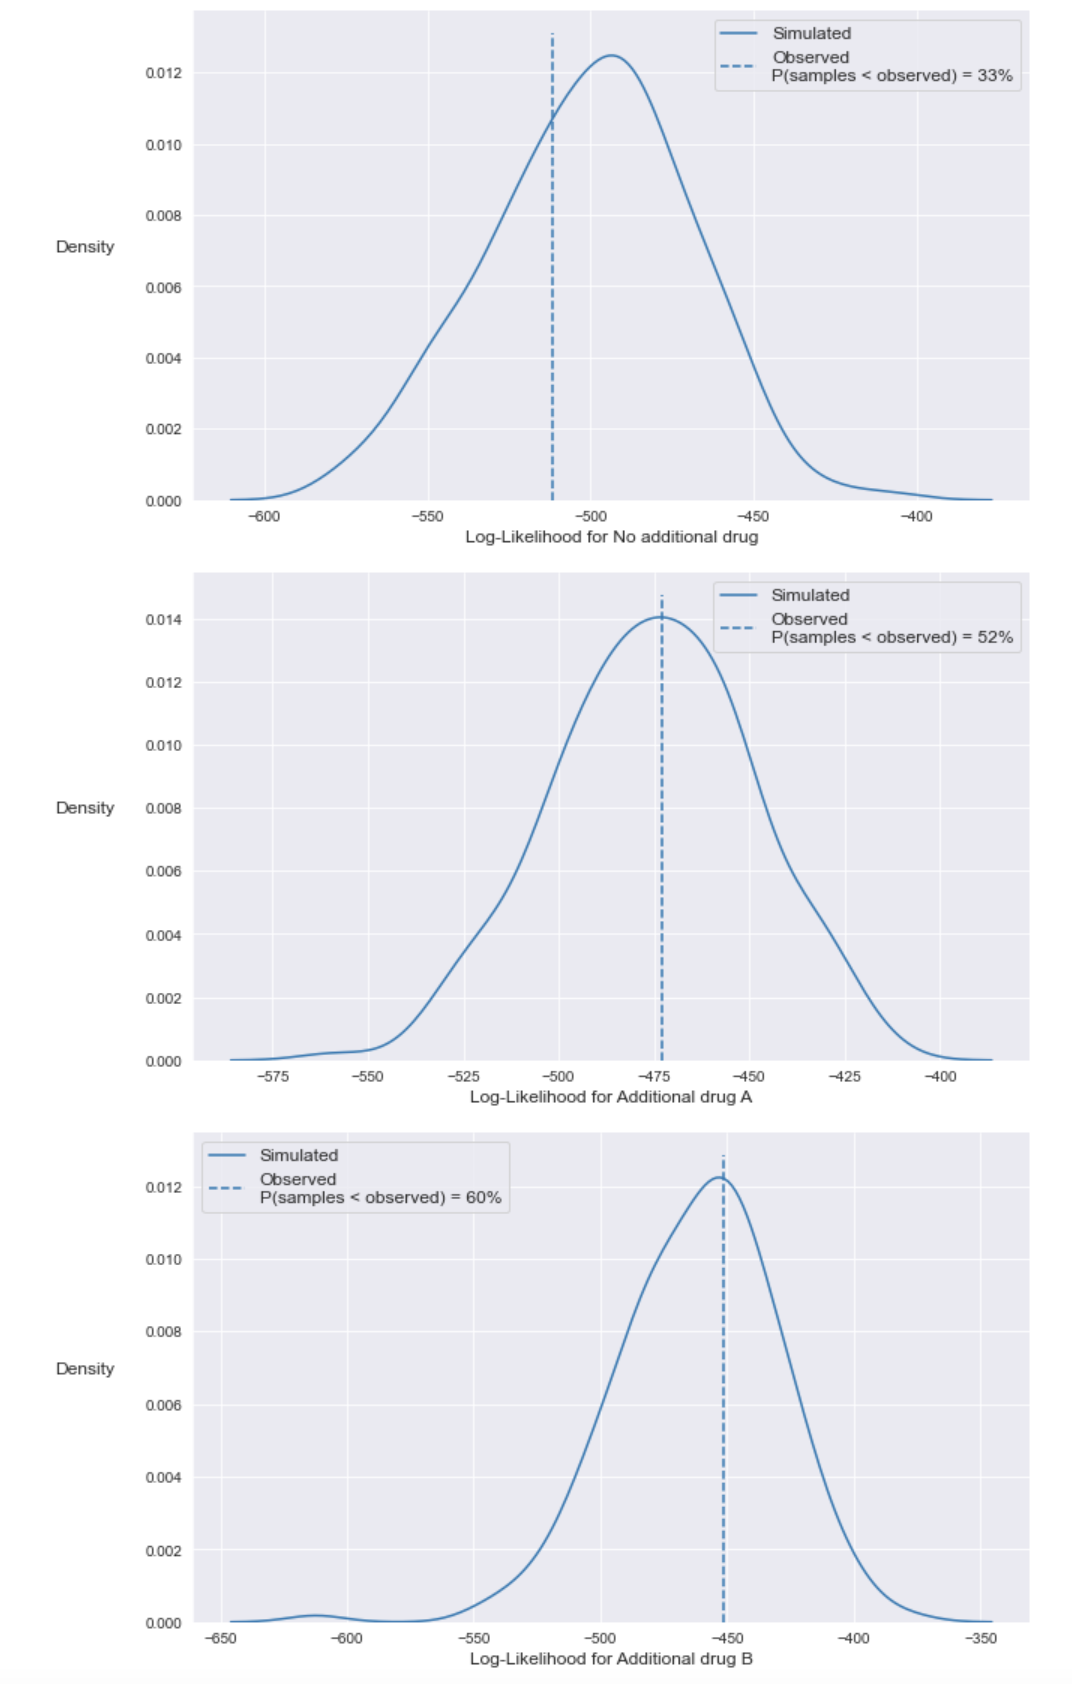 Simulated
Observed
P(samples < observed) = 33%
0.012
0.010
0.008
Density
0.006
0.004
0.002
0.000
−600 −550 −500 −450 −400
Log-Likelihood for No additional drug
Simulated
Observed
P(samples < observed) = 52%
0.014
0.012
0.010
Density
0.008
0.006
0.004
0.002
0.000
−575 −550 −525 −500 −475 −450 −425 −400
Log-Likelihood for Additional drug A
Simulated
Observed
P(samples < observed) = 60%
0.012
0.010
0.008
Density
0.006
0.004
0.002
0.000
−650 −600 −550 −500 −450 −400 −350
Log-Likelihood for Additional drug B